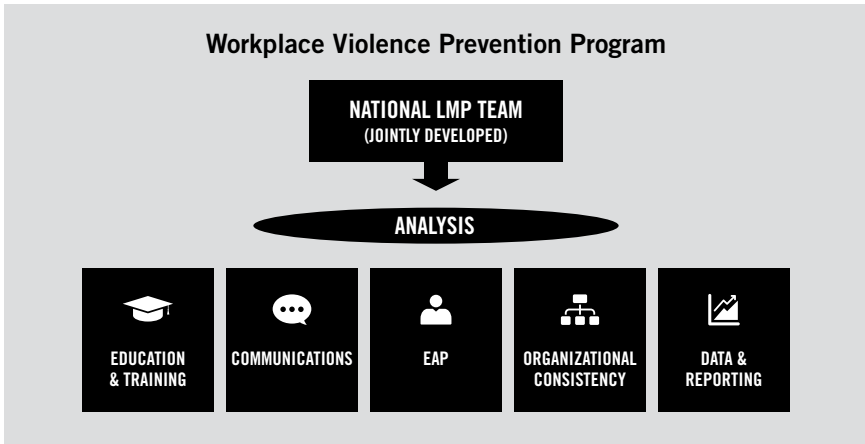 Workplace Violence Prevention Program
NATIONAL LMP TEAM
(JOINTLY DEVELOPED)
ANALYSIS
EDUCATION
& TRAINING
COMMUNICATIONS
EAP
ORGANIZATIONAL
CONSISTENCY
DATA &
REPORTING